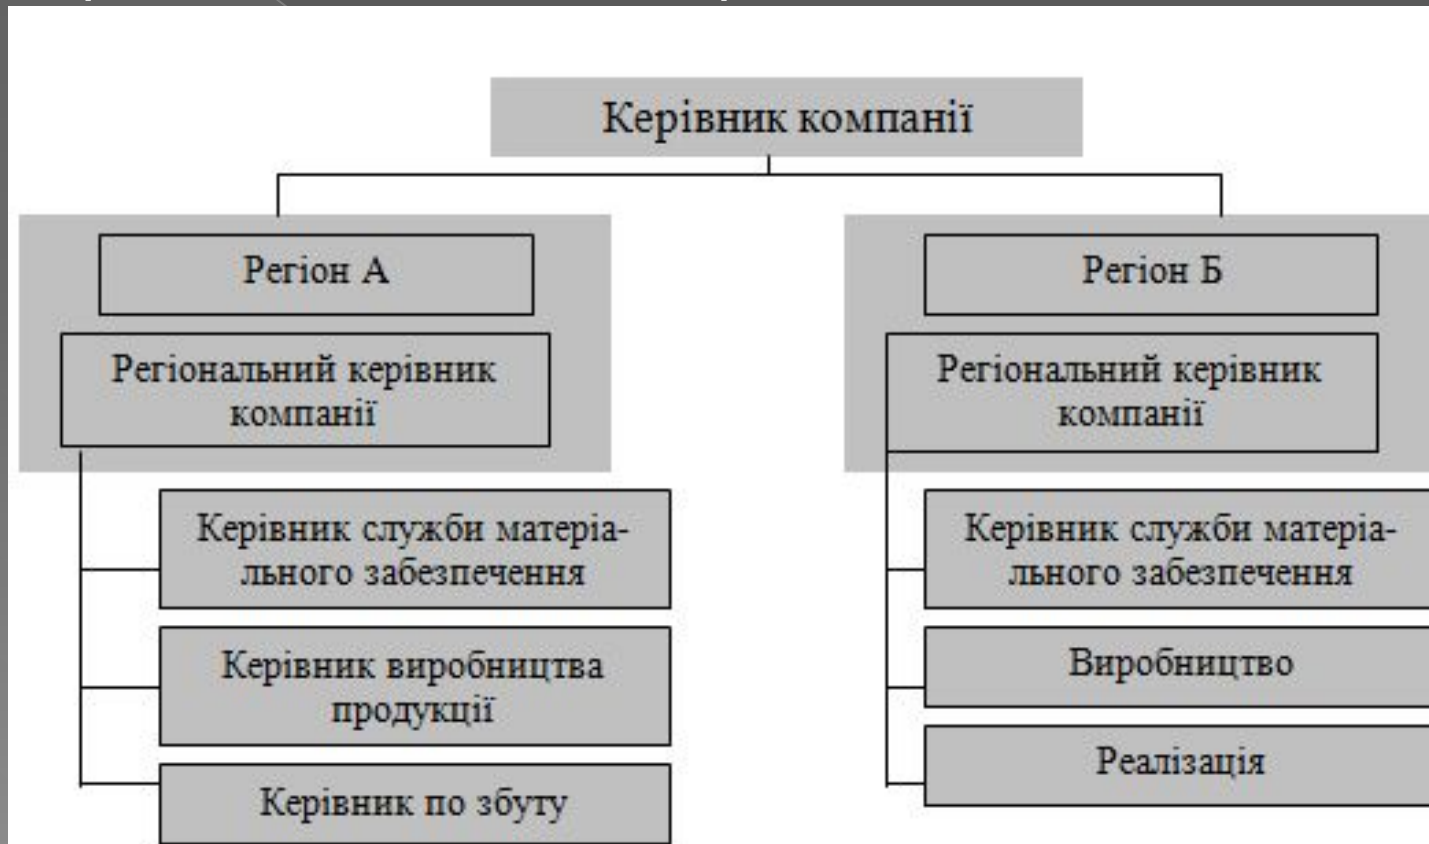 Керівник компанії
Регіон А
Регіональний керівник
компанії
Керівник служби матеріа-
льного забезпечення
Керівник виробництва
продукції
Керівник по збуту
Регіон Б
Регіональний керівник
компанії
Керівник служби матеріа-
льного забезпечення
Виробництво
Реалізація